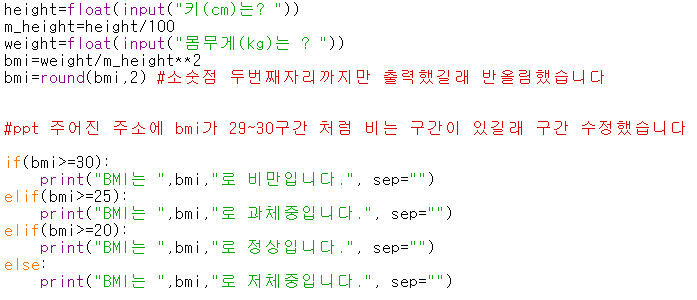 height=float(input("키(cm)는? "))
m_height=height/100
weight=float(input("몸무게(kg)는 ? "))
bmi=weight/m_height**2
bmi=round(bmi,2) #소숫점 두번째자리까지만 출력했길래 반올림했습니다
#ppt 주어진 주소에 bmi가 29~30구간 처럼 비는 구간이 있길래 구간 수정했습니다
if(bmi>=30):
    print("BMI는 ",bmi,"로 비만입니다.", sep="")
elif(bmi>=25):
    print("BMI는 ",bmi,"로 과체중입니다.", sep="")
elif(bmi>=20):
    print("BMI는 ",bmi,"로 정상입니다.", sep="")
else:
    print("BMI는 ",bmi,"로 저체중입니다.", sep="")